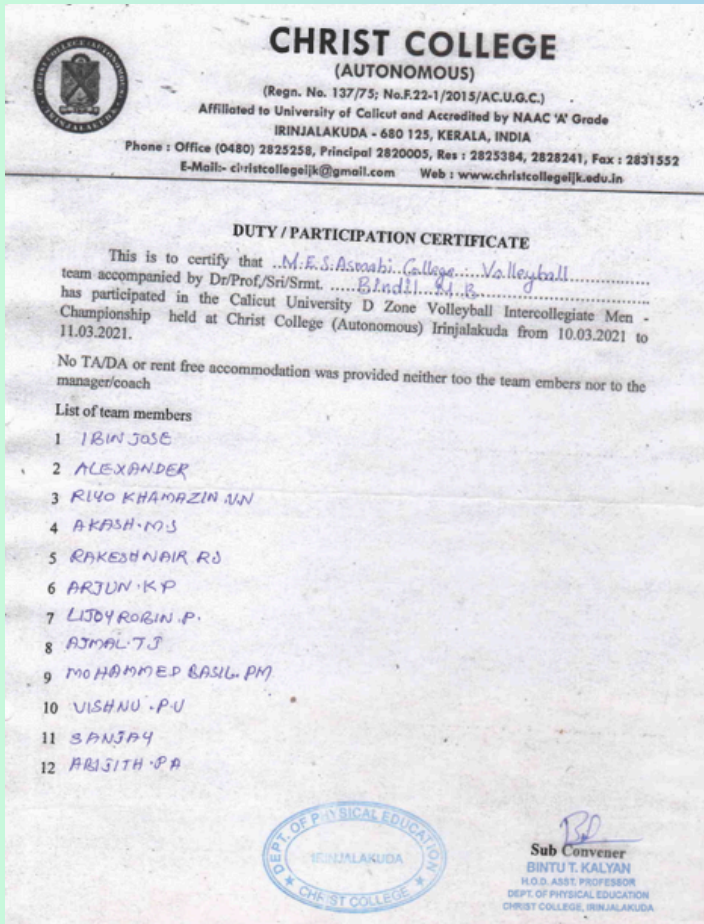 CHRIST COLLEGE
(AUTONOMOUS)
(Regn. No. 137/75; No.F.22-1/2015/AC.U.G.C.)
Affiliated to University of Calicut and Accredited by NAAC 'A' Grade
IRINJALAKUDA - 680 125, KERALA, INDIA
Phone : Office (0480) 2825258, Principal 2820005, Res : 2825384, 2828241, Fax : 2831552
E-Mail:- christcollegeijk@gmail.com Web : www.christcollegeijk.edu.in
DUTY / PARTICIPATION CERTIFICATE
This is to certify that M.E.S.Asmabi College Volleyball
team accompanied by Dr/Prof,/Sri/Srmt. Bindil M.B
has participated in the Calicut University D Zone Volleyball Intercollegiate Men -
Championship held at Christ College (Autonomous) Irinjalakuda from 10.03.2021 to
11.03.2021.
No TA/DA or rent free accommodation was provided neither too the team embers nor to the
manager/coach
List of team members
1 IBIN JOSE
2 ALEXANDER
3 RIYO KHAMAZIN N.N
4 AKASH.M.S
5 RAKESH NAIR RS
6 ARJUN.KP
7 LIJOY ROBIN.P.
8 AJMAL.TJ
9 MOHAMMED BASIL.PM
10 VISHNU.P.U
11 SANJAY
12 ABIJITH.PA
DEPT. OF PHYSICAL EDUCATION
IRINJALAKUDA
CHRIST COLLEGE
Sub Convener
BINTU T. KALYAN
H.O.D. ASST. PROFESSOR
DEPT. OF PHYSICAL EDUCATION
CHRIST COLLEGE, IRINJALAKUDA